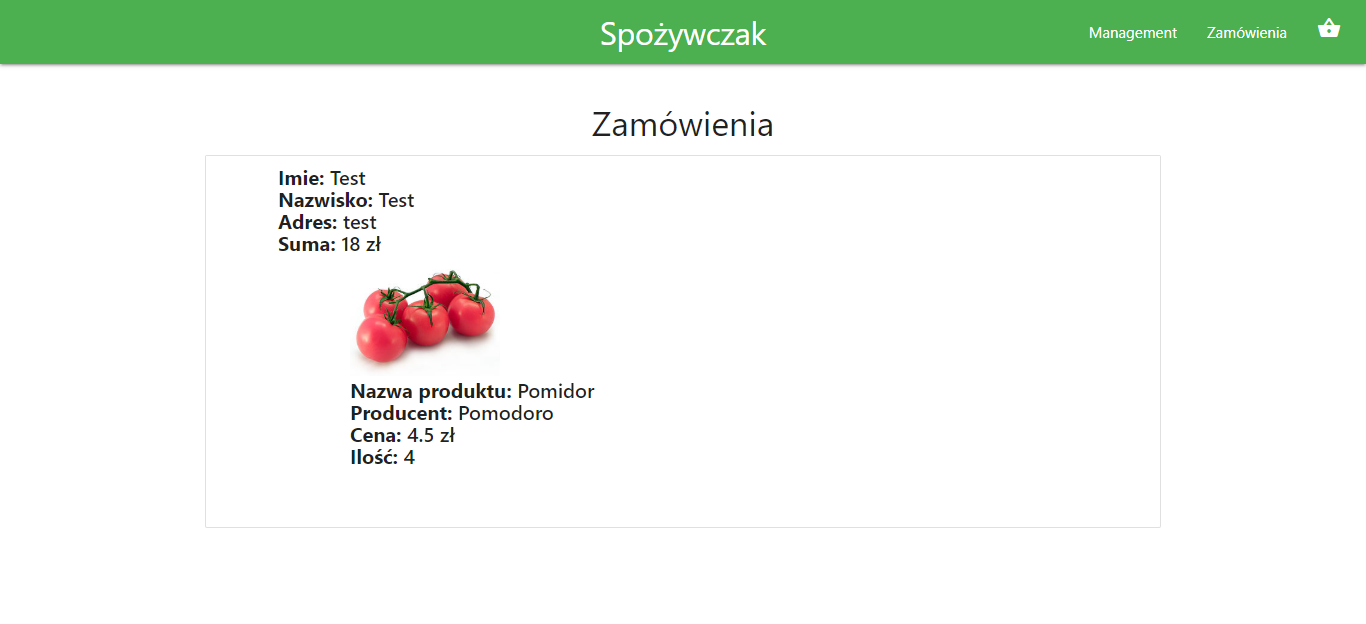 Spożywczak
Management
Zamówienia
Zamówienia
Imie: Test
Nazwisko: Test
Adres: test
Suma: 18 zł
Nazwa produktu: Pomidor
Producent: Pomodoro
Cena: 4.5 zł
Ilość: 4